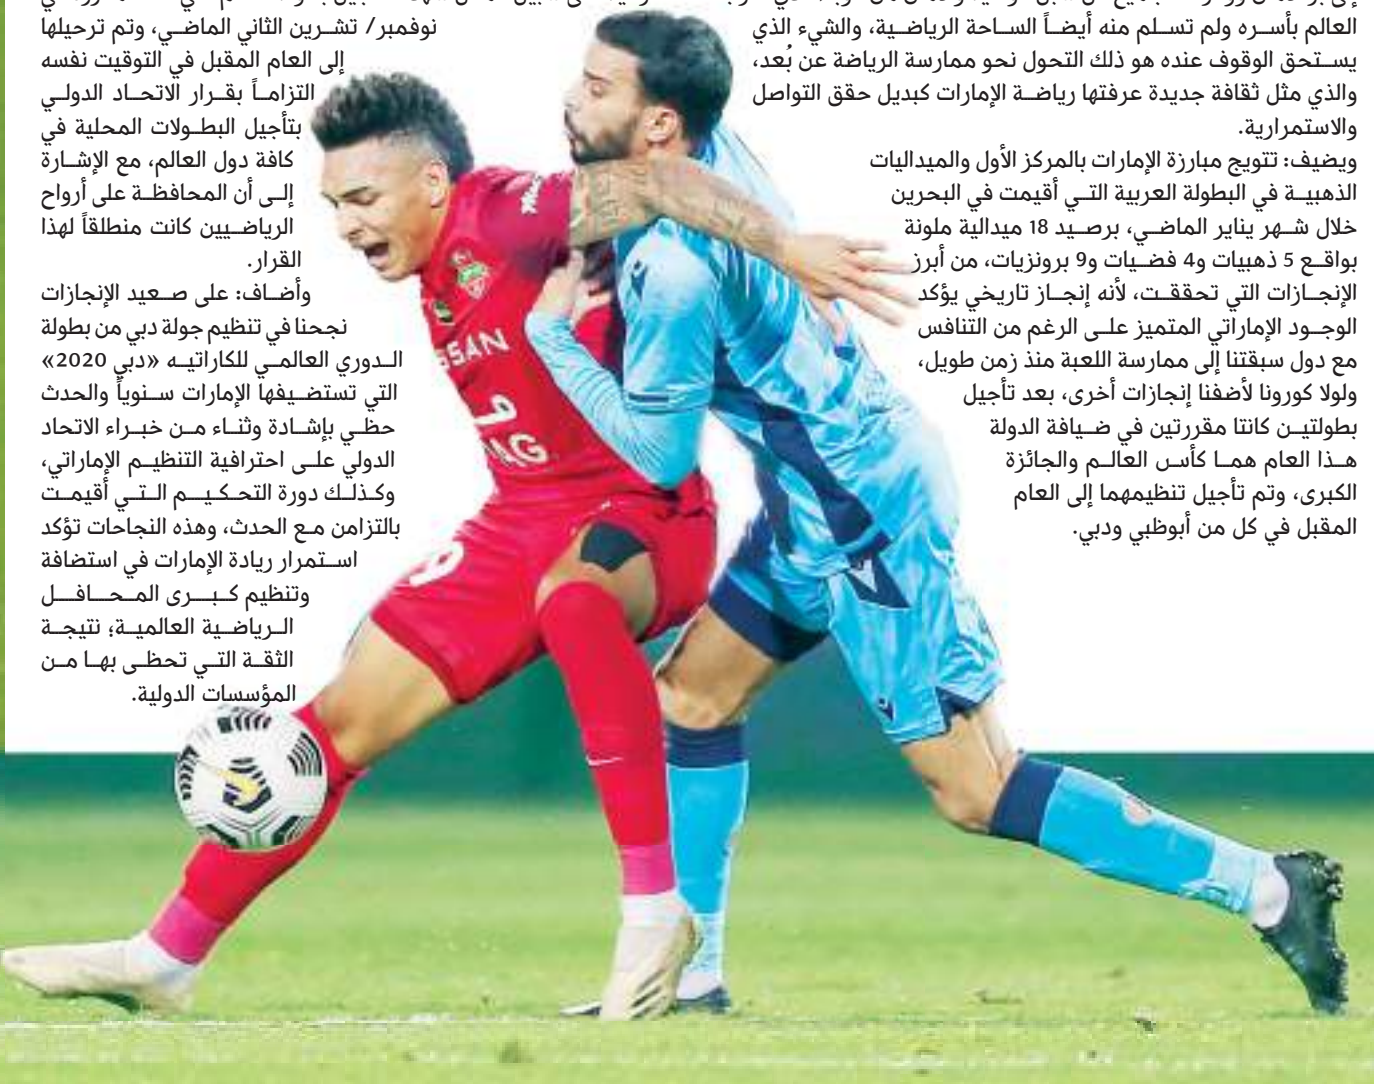 العالم بأسره ولم تسلم منه أيضاً الساحة الرياضية، والشيء الذي
يستحق الوقوف عنده هو ذلك التحول نحو ممارسة الرياضة عن بُعد،
والذي مثل ثقافة جديدة عرفتها رياضة الإمارات كبديل حقق التواصل
والاستمرارية.
ويضيف: تتويج مبارزة الإمارات بالمركز الأول والميداليات
الذهبية في البطولة العربية التي أقيمت في البحرين
خلال شهر يناير الماضي، برصيد 18 ميدالية ملونة
بواقع 5 ذهبيات و4 فضيات و9 برونزيات، من أبرز
الإنجازات التي تحققت، لأنه إنجاز تاريخي يؤكد
الوجود الإماراتي المتميز على الرغم من التنافس
مع دول سبقتنا إلى ممارسة اللعبة منذ زمن طويل،
ولولا كورونا لأضفنا إنجازات أخرى، بعد تأجيل
بطولتين كانتا مقررتين في ضيافة الدولة
هذا العام هما كأس العالم والجائزة
الكبرى، وتم تأجيل تنظيمهما إلى العام
المقبل في كل من أبوظبي ودبي.
نوفمبر/ تشرين الثاني الماضي، وتم ترحيلها
إلى العام المقبل في التوقيت نفسه
التزاماً بقرار الاتحاد الدولي
بتأجيل البطولات المحلية في
كافة دول العالم، مع الإشارة
إلى أن المحافظة على أرواح
الرياضيين كانت منطلقاً لهذا
القرار.
وأضاف: على صعيد الإنجازات
نجحنا في تنظيم جولة دبي من بطولة
الدوري العالمي للكاراتيه «دبي 2020»
التي تستضيفها الإمارات سنوياً والحدث
حظي بإشادة وثناء من خبراء الاتحاد
الدولي على احترافية التنظيم الإماراتي،
وكذلك دورة التحكيم التي أقيمت
بالتزامن مع الحدث، وهذه النجاحات تؤكد
استمرار ريادة الإمارات في استضافة
وتنظيم كبرى المحافل
الرياضية العالمية؛ نتيجة
الثقة التي تحظى بها من
المؤسسات الدولية.
SSAN